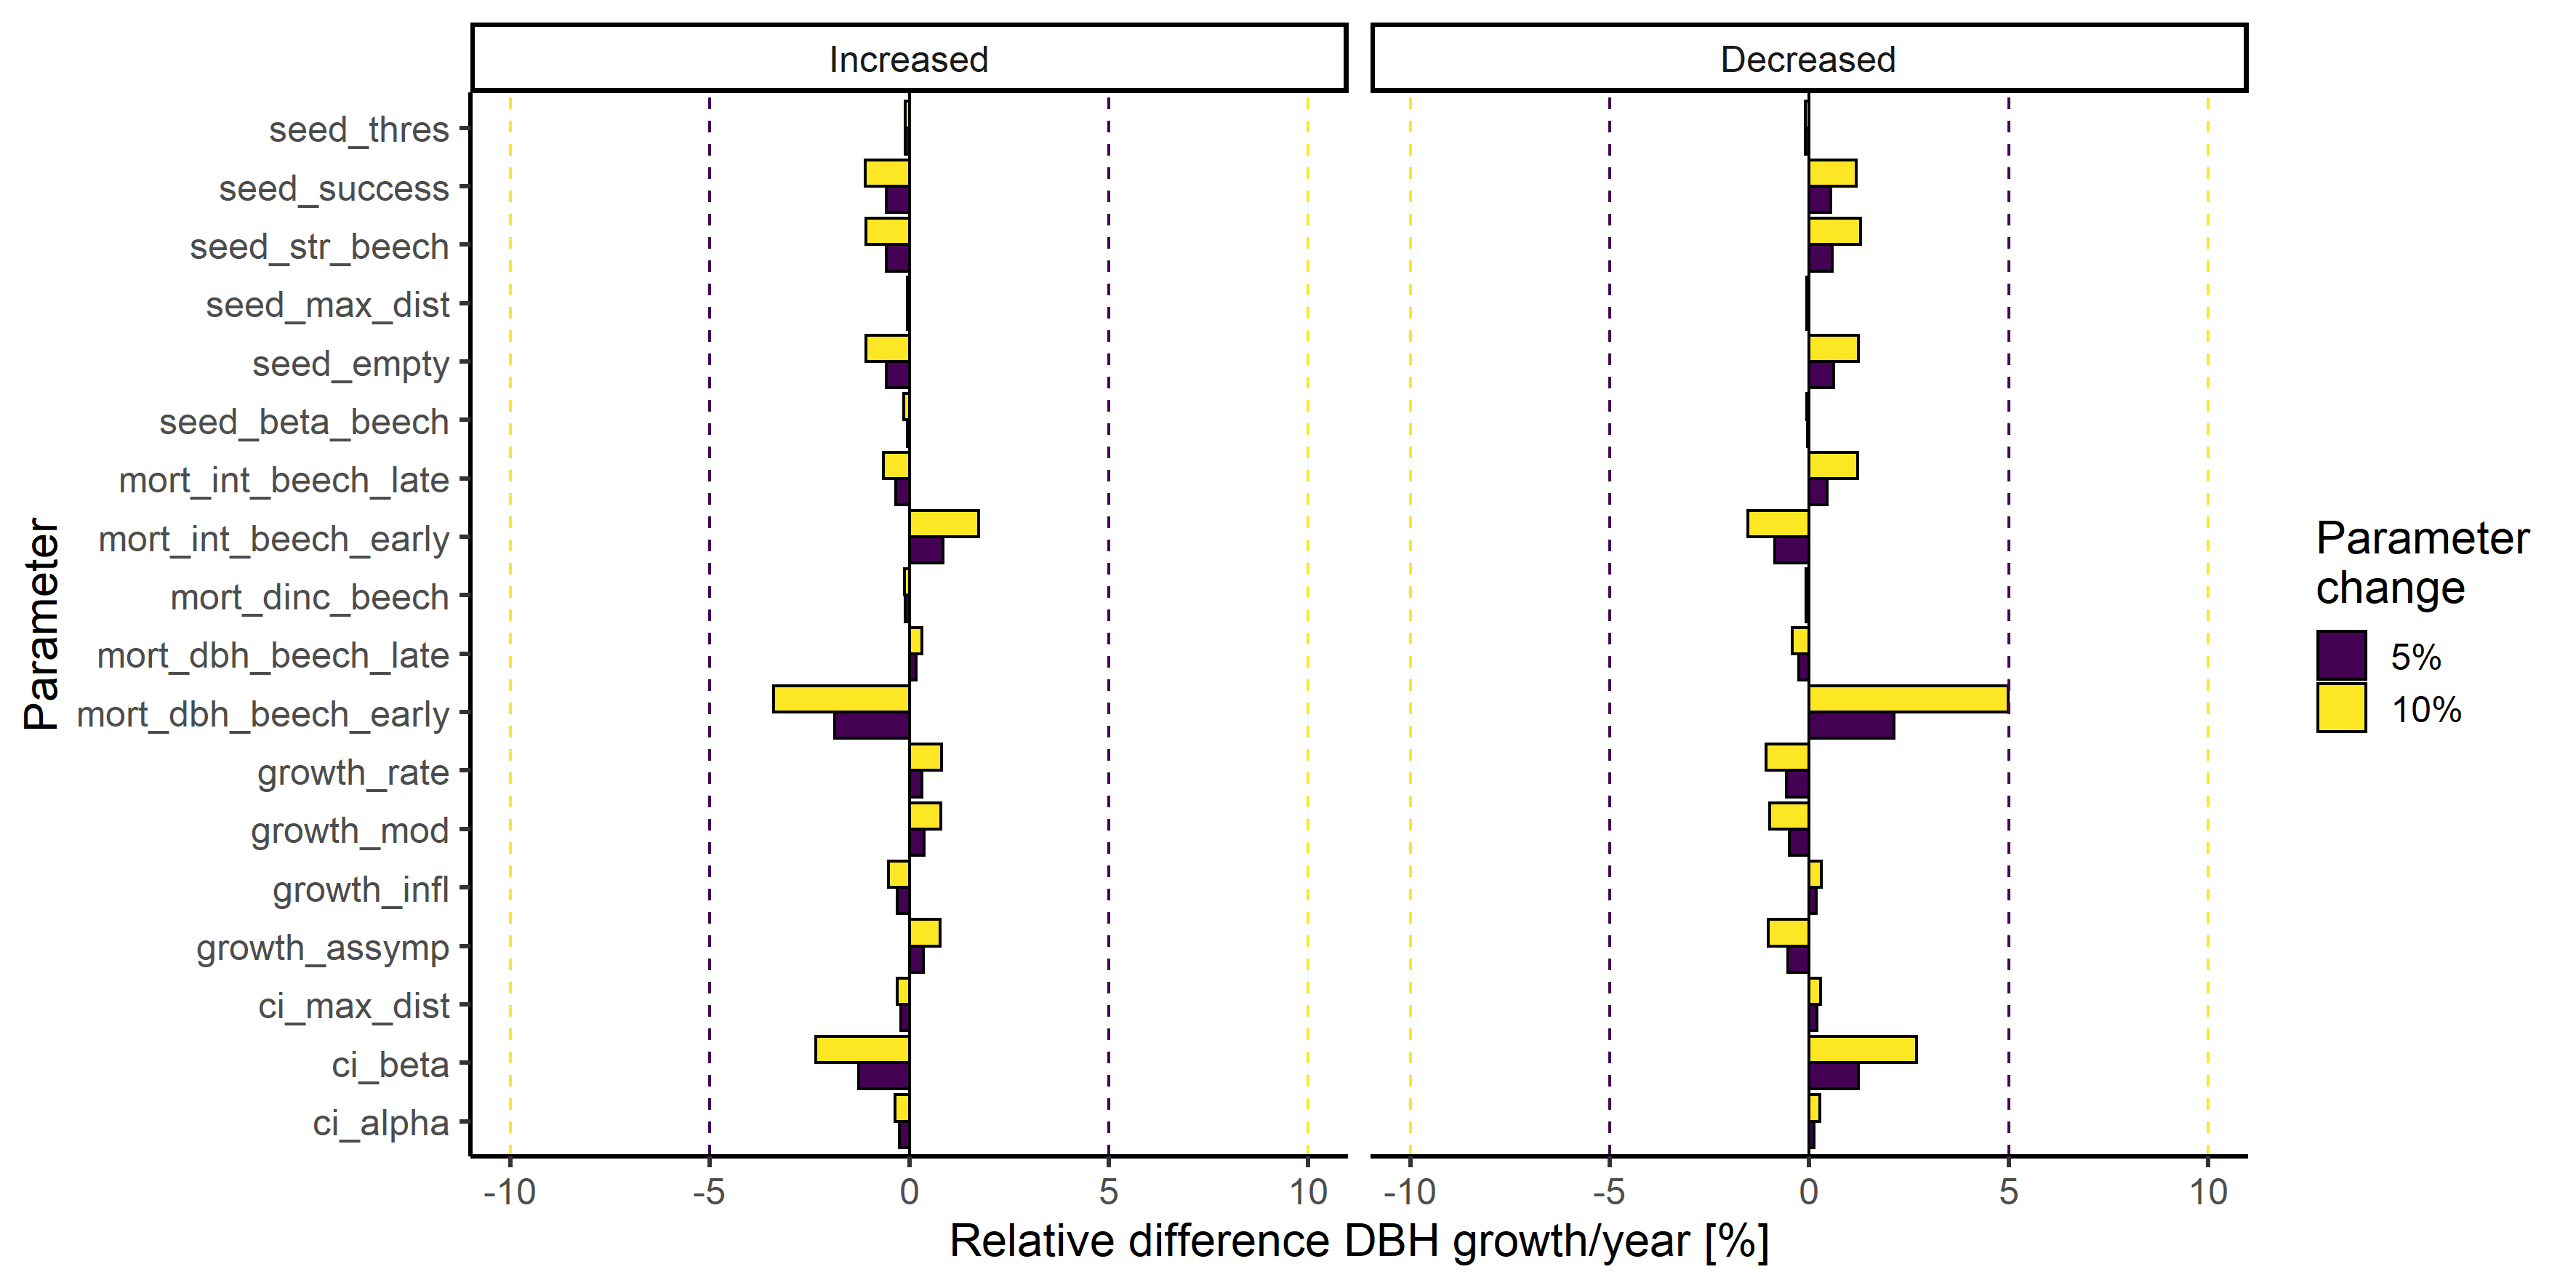 Increased
Decreased
seed_thres
seed_success
seed_str_beech
seed_max_dist
seed_empty
seed_beta_beech
mort_int_beech_late
mort_int_beech_early
mort_dinc_beech
mort_dbh_beech_late
mort_dbh_beech_early
growth_rate
growth_mod
growth_infl
growth_assymp
ci_max_dist
ci_beta
ci_alpha
Parameter
-10 -5 0 5 10
-10 -5 0 5 10
Relative difference DBH growth/year [%]
Parameter
change
5%
10%